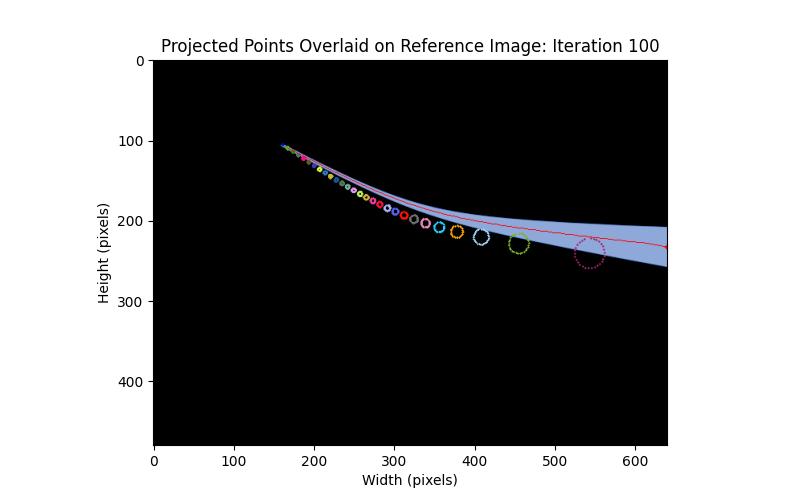 Projected Points Overlaid on Reference Image: Iteration 100
0
100
200
300
400
Height (pixels)
0 100 200 300 400 500 600
Width (pixels)